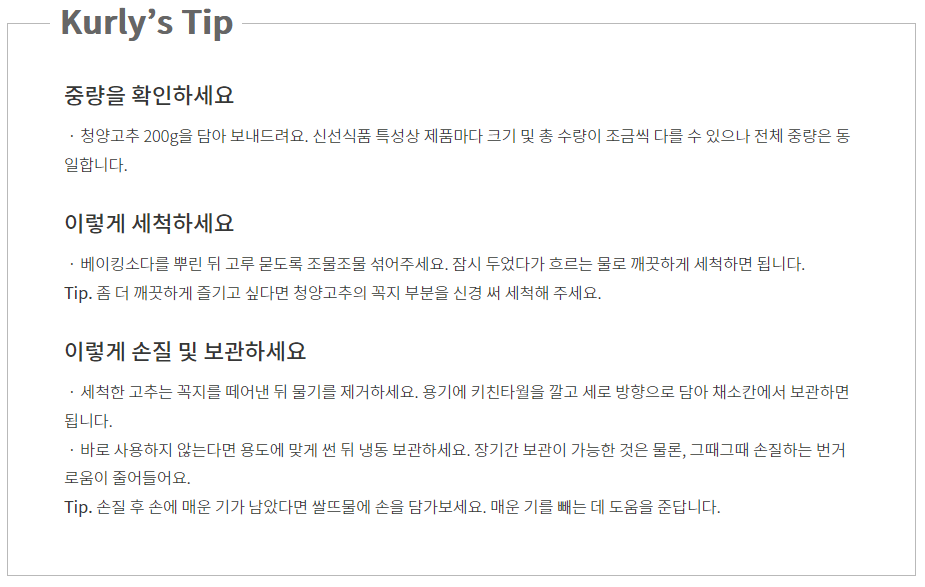 Kurly's Tip
중량을 확인하세요
· 청양고추 200g을 담아 보내드려요. 신선식품 특성상 제품마다 크기 및 총 수량이 조금씩 다를 수 있으나 전체 중량은 동
일합니다.
이렇게 세척하세요
· 베이킹소다를 뿌린 뒤 고루 묻도록 조물조물 섞어주세요. 잠시 두었다가 흐르는 물로 깨끗하게 세척하면 됩니다.
Tip. 좀 더 깨끗하게 즐기고 싶다면 청양고추의 꼭지 부분을 신경 써 세척해 주세요.
이렇게 손질 및 보관하세요
· 세척한 고추는 꼭지를 떼어낸 뒤 물기를 제거하세요. 용기에 키친타월을 깔고 세로 방향으로 담아 채소칸에서 보관하면
됩니다.
· 바로 사용하지 않는다면 용도에 맞게 썬 뒤 냉동 보관하세요. 장기간 보관이 가능한 것은 물론, 그때그때 손질하는 번거
로움이 줄어들어요.
Tip. 손질 후 손에 매운 기가 남았다면 쌀뜨물에 손을 담가보세요. 매운 기를 빼는 데 도움을 준답니다.